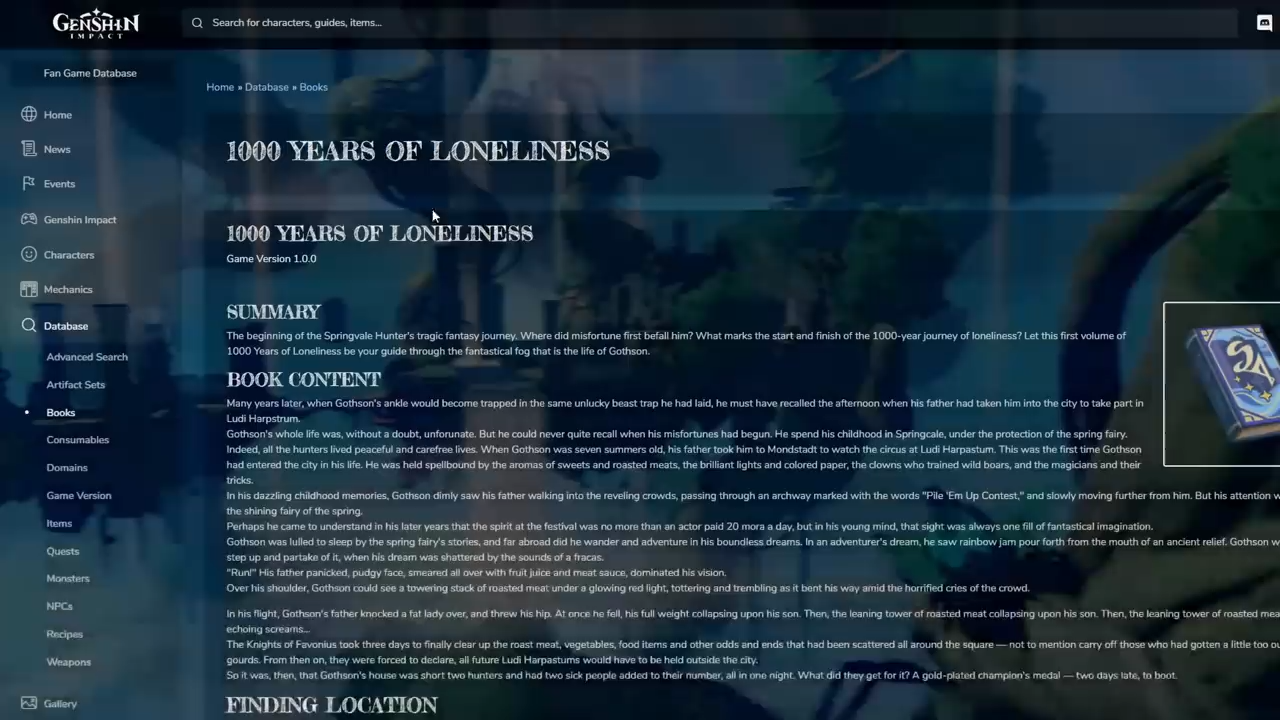 GENSHIN
IMPACT
Search for characters, guides, items...
Fan Game Database
Home
News
Events
Genshin Impact
Characters
Mechanics
Database
Advanced Search
Artifact Sets
Books
Consumables
Domains
Game Version
Items
Quests
Monsters
NPCs
Recipes
Weapons
Gallery
Home » Database » Books
1000 YEARS OF LONELINESS
1000 YEARS OF LONELINESS
Game Version 1.0.0
SUMMARY
The beginning of the Springvale Hunter's tragic fantasy journey. Where did misfortune first befall him? What marks the start and finish of the 1000-year journey of loneliness? Let this first volume of
1000 Years of Loneliness be your guide through the fantastical fog that is the life of Gothson.
BOOK CONTENT
Many years later, when Gothson's ankle would become trapped in the same unlucky beast trap he had laid, he must have recalled the afternoon when his father had taken him into the city to take part in
Ludi Harpstrum.
Gothson's whole life was, without a doubt, unforunate. But he could never quite recall when his misfortunes had begun. He spend his childhood in Springcale, under the protection of the spring fairy.
Indeed, all the hunters lived peaceful and carefree lives. When Gothson was seven summers old, his father took him to Mondstadt to watch the circus at Ludi Harpastum. This was the first time Gothson
had entered the city in his life. He was held spellbound by the aromas of sweets and roasted meats, the brilliant lights and colored paper, the clowns who trained wild boars, and the magicians and their
tricks.
In his dazzling childhood memories, Gothson dimly saw his father walking into the reveling crowds, passing through an archway marked with the words "Pile 'Em Up Contest," and slowly moving further from him. But his attention w
the shining fairy of the spring.
Perhaps he came to understand in his later years that the spirit at the festival was no more than an actor paid 20 mora a day, but in his young mind, that sight was always one fill of fantastical imagination.
Gothson was lulled to sleep by the spring fairy's stories, and far abroad did he wander and adventure in his boundless dreams. In an adventurer's dream, he saw rainbow jam pour forth from the mouth of an ancient relief. Gothson w
step up and partake of it, when his dream was shattered by the sounds of a fracas.
"Run!" His father panicked, pudgy face, smeared all over with fruit juice and meat sauce, dominated his vision.
Over his shoulder, Gothson could see a towering stack of roasted meat under a glowing red light, tottering and trembling as it bent his way amid the horrified cries of the crowd.
In his flight, Gothson's father knocked a fat lady over, and threw his hip. At once he fell, his full weight collapsing upon his son. Then, the leaning tower of roasted meat collapsing upon his son. Then, the leaning tower of roasted mea
echoing screams...
The Knights of Favonius took three days to finally clear up the roast meat, vegetables, food items and other odds and ends that had been scattered all around the square — not to mention carry off those who had gotten a little too ou
gourds. From then on, they were forced to declare, all future Ludi Harpastums would have to be held outside the city.
So it was, then, that Gothson's house was short two hunters and had two sick people added to their number, all in one night. What did they get for it? A gold-plated champion's medal — two days late, to boot.
FINDING LOCATION